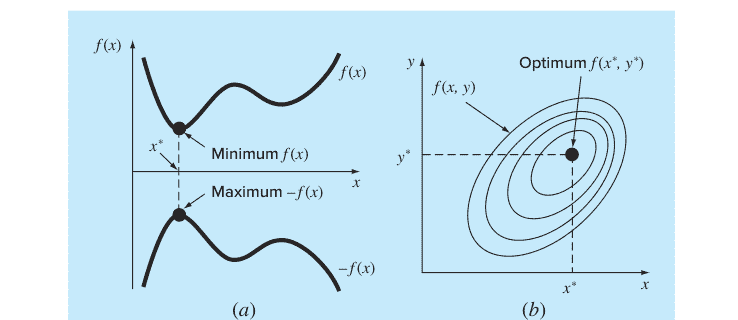 f(x)
f(x)
x*
Minimum f(x)
x
Maximum –f(x)
–f(x)
(a)
y
Optimum f(x*, y*)
f(x, y)
y*
x*
x
(b)